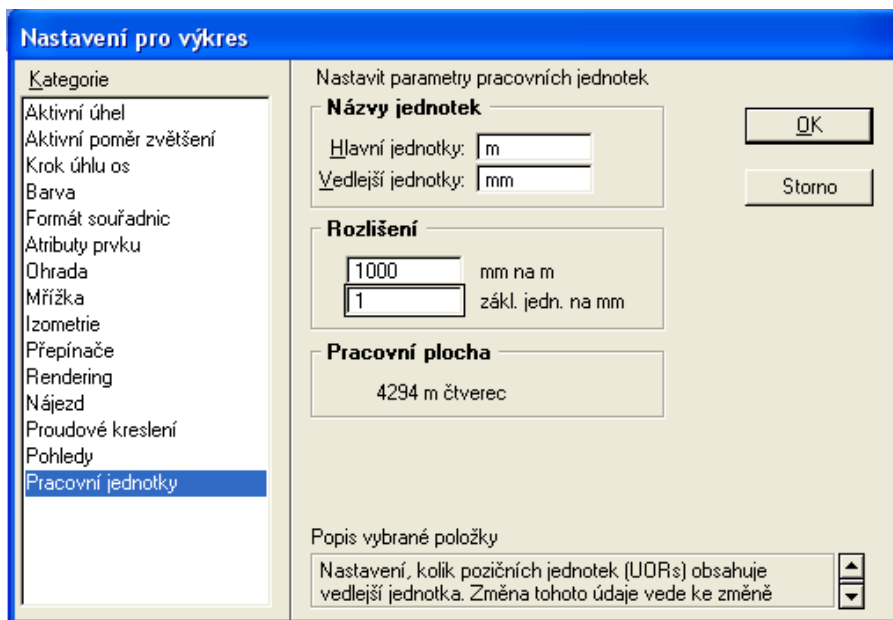 Nastavení pro výkres
Kategorie
Aktivní úhel
Aktivní poměr zvětšení
Krok úhlu os
Barva
Formát souřadnic
Atributy prvku
Ohrada
Mřížka
Izometrie
Přepínače
Rendering
Nájezd
Proudové kreslení
Pohledy
Pracovní jednotky
Nastavit parametry pracovních jednotek
Názvy jednotek
Hlavní jednotky: m
Vedlejší jednotky: mm
Rozlišení
1000 mm na m
1 zákl. jedn. na mm
Pracovní plocha
4294 m čtverec
Popis vybrané položky
Nastavení, kolik pozičních jednotek (UORs) obsahuje
vedlejší jednotka. Změna tohoto údaje vede ke změně
OK
Storno